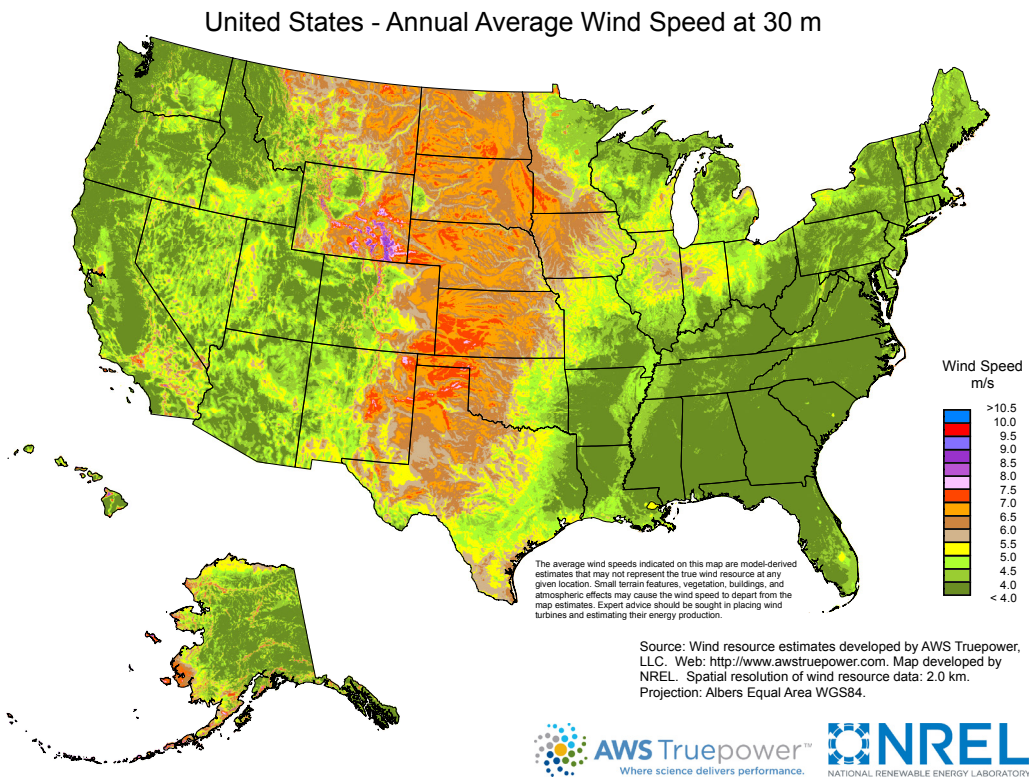 United States - Annual Average Wind Speed at 30 m
Wind Speed
m/s
>10.5
10.0
9.5
9.0
8.5
8.0
7.5
7.0
6.5
6.0
5.5
5.0
4.5
4.0
< 4.0
The average wind speeds indicated on this map are model-derived
estimates that may not represent the true wind resource at any
given location. Small terrain features, vegetation, buildings, and
atmospheric effects may cause the wind speed to depart from the
map estimates. Expert advice should be sought in placing wind
turbines and estimating their energy production.
Source: Wind resource estimates developed by AWS Truepower,
LLC. Web: http://www.awstruepower.com. Map developed by
NREL. Spatial resolution of wind resource data: 2.0 km.
Projection: Albers Equal Area WGS84.
AWS Truepower™
Where science delivers performance.
NREL
NATIONAL RENEWABLE ENERGY LABORATORY